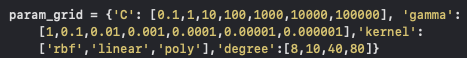 param_grid = {'C': [0.1,1,10,100,1000,10000,100000], 'gamma':
[1,0.1,0.01,0.001,0.0001,0.00001,0.000001],'kernel':
['rbf','linear','poly'],'degree':[8,10,40,80]}